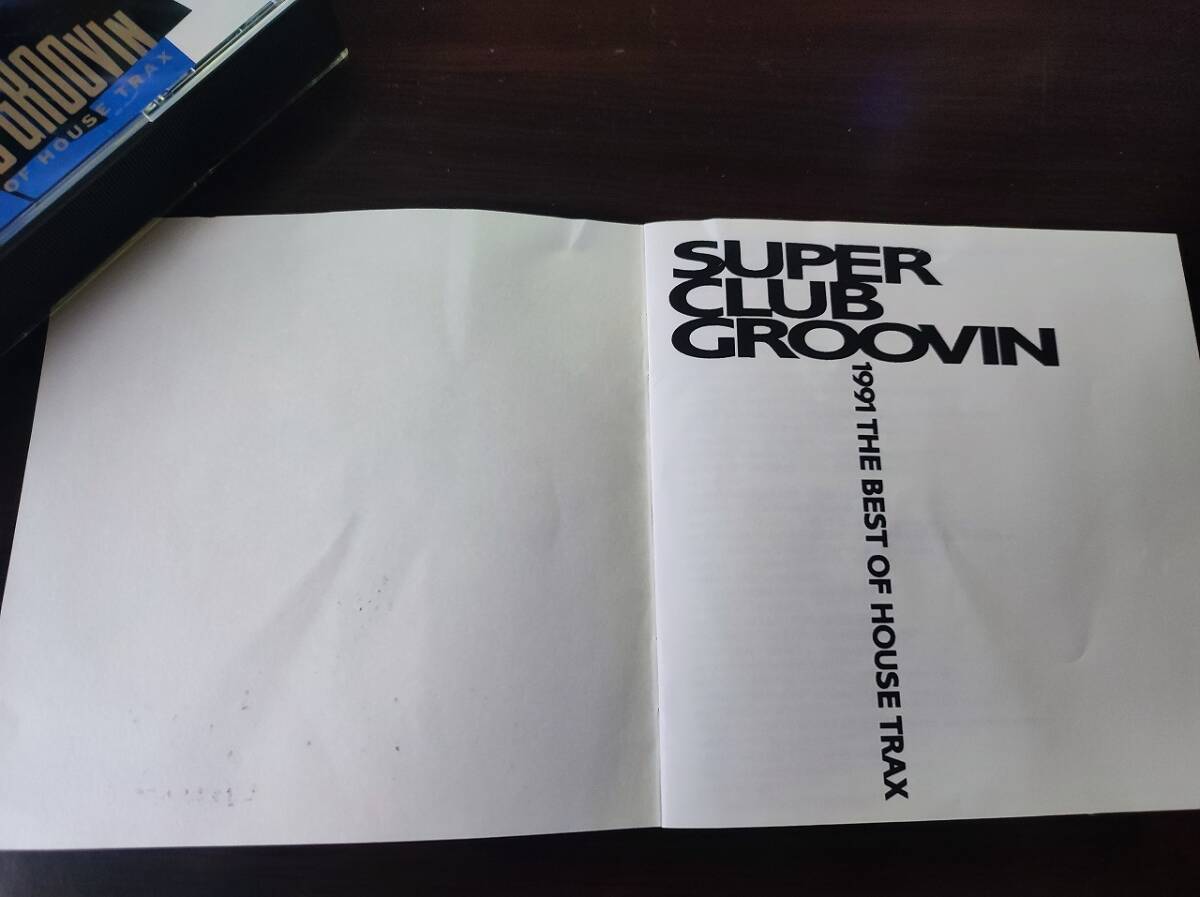 GROOVIN
OF HOUSE TRAX
SUPER
CLUB
GROOVIN
1991 THE BEST OF HOUSE TRAX